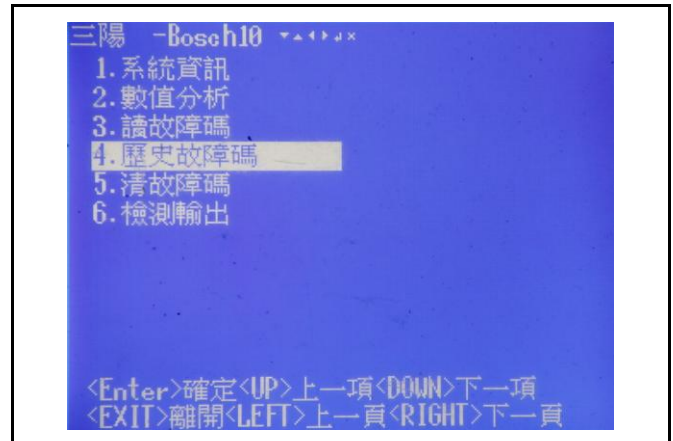 三陽 -Bosch10 ▼▲◀▶↲×
1.系統資訊
2.數值分析
3.讀故障碼
4.歷史故障碼
5.清故障碼
6.檢測輸出
<Enter>確定<UP>上一項<DOWN>下一項
<EXIT>離開<LEFT>上一頁<RIGHT>下一頁